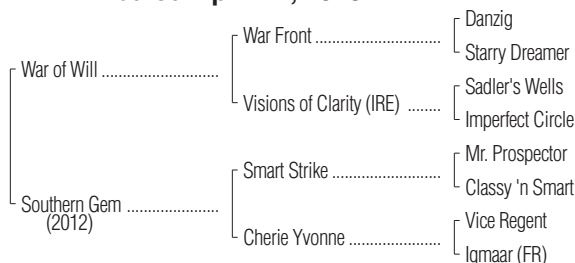 War of Will
Southern Gem
(2012)
War Front
Visions of Clarity (IRE)
Smart Strike
Cherie Yvonne
Danzig
Starry Dreamer
Sadler's Wells
Imperfect Circle
Mr. Prospector
Classy 'n Smart
Vice Regent
Iqmaar (FR)